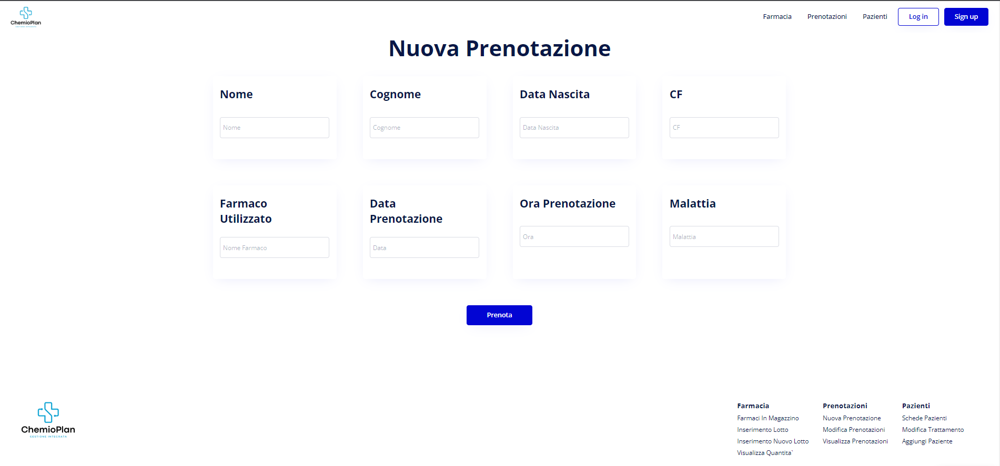 ChemioPlan
GESTIONE INTEGRATA
Farmacia
Prenotazioni
Pazienti
Log in
Sign up
Nuova Prenotazione
Nome
Cognome
Data Nascita
CF
Nome
Cognome
Data Nascita
CF
Farmaco
Utilizzato
Data
Prenotazione
Ora Prenotazione
Malattia
Nome Farmaco
Data
Ora
Malattia
Prenota
ChemioPlan
GESTIONE INTEGRATA
Farmacia
Farmaci In Magazzino
Inserimento Lotto
Inserimento Nuovo Lotto
Visualizza Quantita`
Prenotazioni
Nuova Prenotazione
Modifica Prenotazioni
Visualizza Prenotazioni
Pazienti
Schede Pazienti
Modifica Trattamento
Aggiungi Paziente